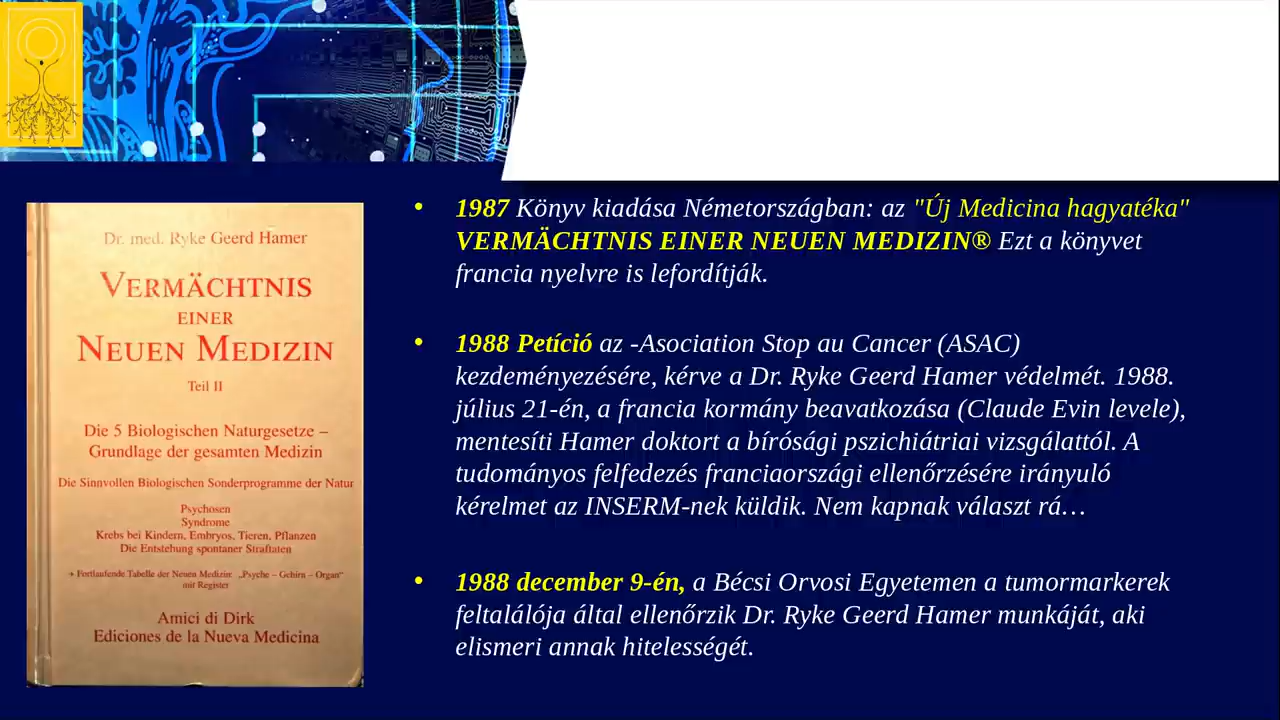 Dr. med. Ryke Geerd Hamer
VERMÄCHTNIS
EINER
NEUEN MEDIZIN
Teil II
Die 5 Biologischen Naturgesetze –
Grundlage der gesamten Medizin
Die Sinnvollen Biologischen Sonderprogramme der Natur
Psychosen
Syndrome
Krebs bei Kindern, Embryos, Tieren, Pflanzen
Die Entstehung spontaner Straftaten
+ Fortlaufende Tabelle der Neuen Medizin: „Psyche – Gehirn – Organ“
mit Register
Amici di Dirk
Ediciones de la Nueva Medicina
• 1987 Könyv kiadása Németországban: az "Új Medicina hagyatéka"
VERMÄCHTNIS EINER NEUEN MEDIZIN® Ezt a könyvet
francia nyelvre is lefordítják.
• 1988 Petíció az -Asociation Stop au Cancer (ASAC)
kezdeményezésére, kérve a Dr. Ryke Geerd Hamer védelmét. 1988.
július 21-én, a francia kormány beavatkozása (Claude Evin levele),
mentesíti Hamer doktort a bírósági pszichiátriai vizsgálattól. A
tudományos felfedezés franciaországi ellenőrzésére irányuló
kérelmet az INSERM-nek küldik. Nem kapnak választ rá…
• 1988 december 9-én, a Bécsi Orvosi Egyetemen a tumormarkerek
feltalálója által ellenőrzik Dr. Ryke Geerd Hamer munkáját, aki
elismeri annak hitelességét.